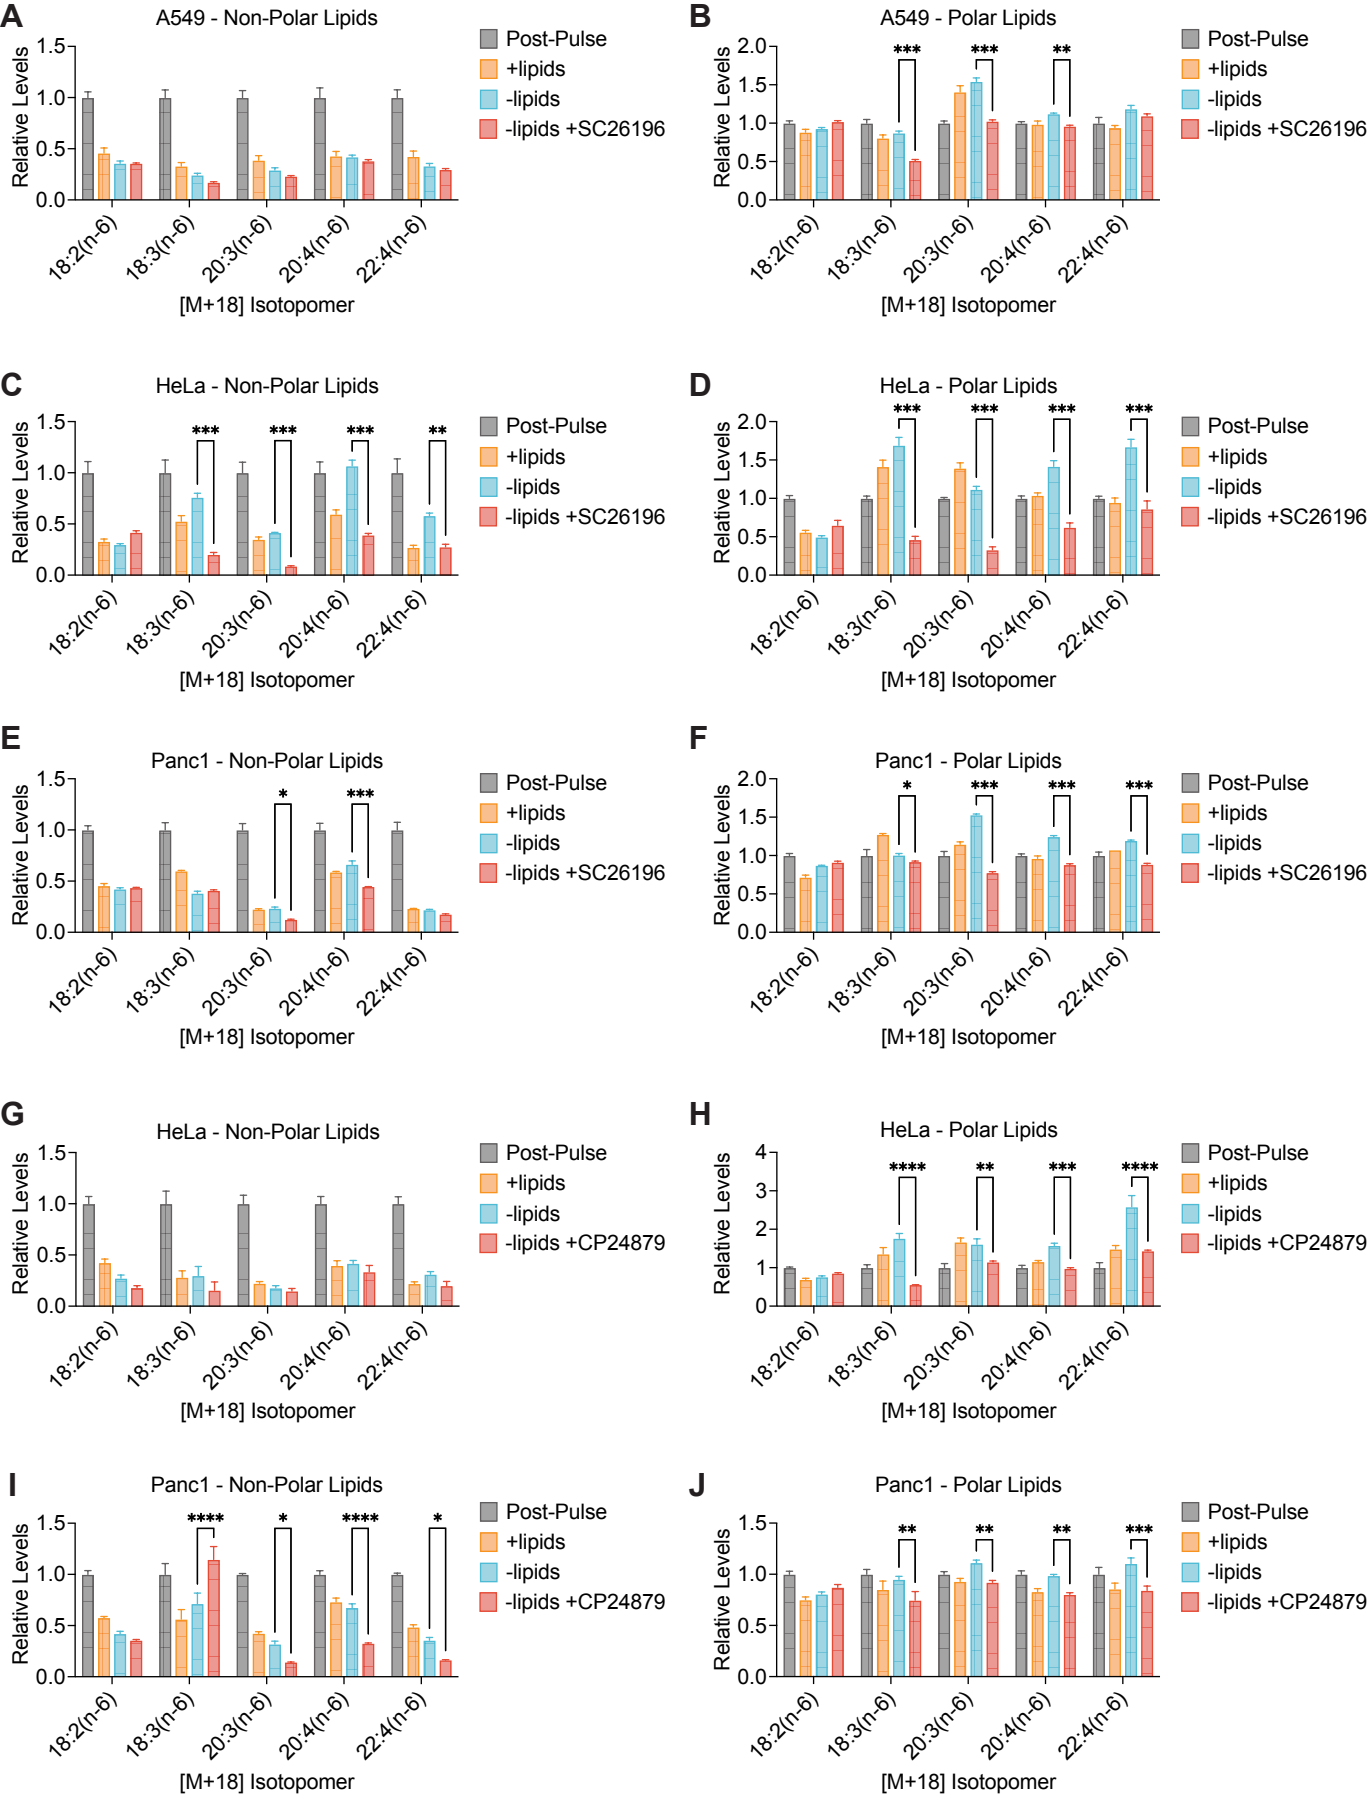 A
A549 - Non-Polar Lipids
Relative Levels
1.5
1.0
0.5
0.0
18:2(n-6)
18:3(n-6)
20:3(n-6)
20:4(n-6)
22:4(n-6)
[M+18] Isotopomer
Post-Pulse
+lipids
-lipids
-lipids +SC26196
B
A549 - Polar Lipids
Relative Levels
2.0
1.5
1.0
0.5
0.0
*** *** **
18:2(n-6)
18:3(n-6)
20:3(n-6)
20:4(n-6)
22:4(n-6)
[M+18] Isotopomer
Post-Pulse
+lipids
-lipids
-lipids +SC26196
C
HeLa - Non-Polar Lipids
Relative Levels
1.5
1.0
0.5
0.0
*** *** *** **
18:2(n-6)
18:3(n-6)
20:3(n-6)
20:4(n-6)
22:4(n-6)
[M+18] Isotopomer
Post-Pulse
+lipids
-lipids
-lipids +SC26196
D
HeLa - Polar Lipids
Relative Levels
2.0
1.5
1.0
0.5
0.0
*** *** *** ***
18:2(n-6)
18:3(n-6)
20:3(n-6)
20:4(n-6)
22:4(n-6)
[M+18] Isotopomer
Post-Pulse
+lipids
-lipids
-lipids +SC26196
E
Panc1 - Non-Polar Lipids
Relative Levels
1.5
1.0
0.5
0.0
* ***
18:2(n-6)
18:3(n-6)
20:3(n-6)
20:4(n-6)
22:4(n-6)
[M+18] Isotopomer
Post-Pulse
+lipids
-lipids
-lipids +SC26196
F
Panc1 - Polar Lipids
Relative Levels
2.0
1.5
1.0
0.5
0.0
* *** *** ***
18:2(n-6)
18:3(n-6)
20:3(n-6)
20:4(n-6)
22:4(n-6)
[M+18] Isotopomer
Post-Pulse
+lipids
-lipids
-lipids +SC26196
G
HeLa - Non-Polar Lipids
Relative Levels
1.5
1.0
0.5
0.0
18:2(n-6)
18:3(n-6)
20:3(n-6)
20:4(n-6)
22:4(n-6)
[M+18] Isotopomer
Post-Pulse
+lipids
-lipids
-lipids +CP24879
H
HeLa - Polar Lipids
Relative Levels
4
3
2
1
0
**** ** *** ****
18:2(n-6)
18:3(n-6)
20:3(n-6)
20:4(n-6)
22:4(n-6)
[M+18] Isotopomer
Post-Pulse
+lipids
-lipids
-lipids +CP24879
I
Panc1 - Non-Polar Lipids
Relative Levels
1.5
1.0
0.5
0.0
**** * **** *
18:2(n-6)
18:3(n-6)
20:3(n-6)
20:4(n-6)
22:4(n-6)
[M+18] Isotopomer
Post-Pulse
+lipids
-lipids
-lipids +CP24879
J
Panc1 - Polar Lipids
Relative Levels
1.5
1.0
0.5
0.0
** ** ** ***
18:2(n-6)
18:3(n-6)
20:3(n-6)
20:4(n-6)
22:4(n-6)
[M+18] Isotopomer
Post-Pulse
+lipids
-lipids
-lipids +CP24879